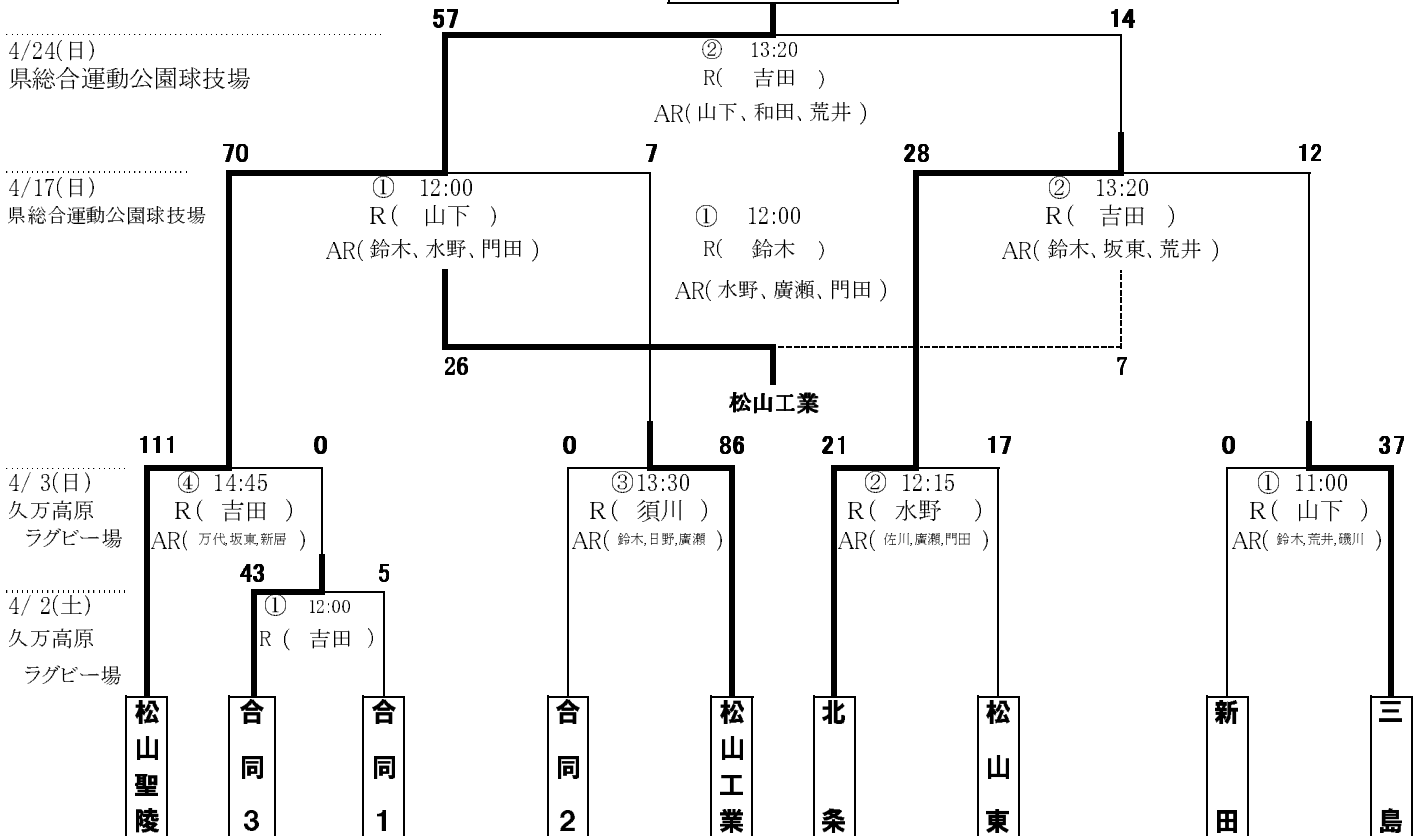 57 14
4/24(日)
県総合運動公園球技場
② 13:20
R( 吉田 )
AR( 山下、和田、荒井 )
70 7 28 12
4/17(日)
県総合運動公園球技場
① 12:00
R( 山下 )
AR( 鈴木、水野、門田 )
① 12:00
R( 鈴木 )
AR( 水野、廣瀬、門田 )
② 13:20
R( 吉田 )
AR( 鈴木、坂東、荒井 )
26 7
松山工業
111 0 0 86 21 17 0 37
4/ 3(日)
久万高原
ラグビー場
④ 14:45
R( 吉田 )
AR( 万代,坂東,新居 )
③13:30
R( 須川 )
AR( 鈴木,日野,廣瀬 )
② 12:15
R( 水野 )
AR( 佐川,廣瀬,門田 )
① 11:00
R( 山下 )
AR( 鈴木,荒井,磯川 )
43 5
4/ 2(土)
久万高原
ラグビー場
① 12:00
R ( 吉田 )
松山聖陵
合同3
合同1
合同2
松山工業
北条
松山東
新田
三島